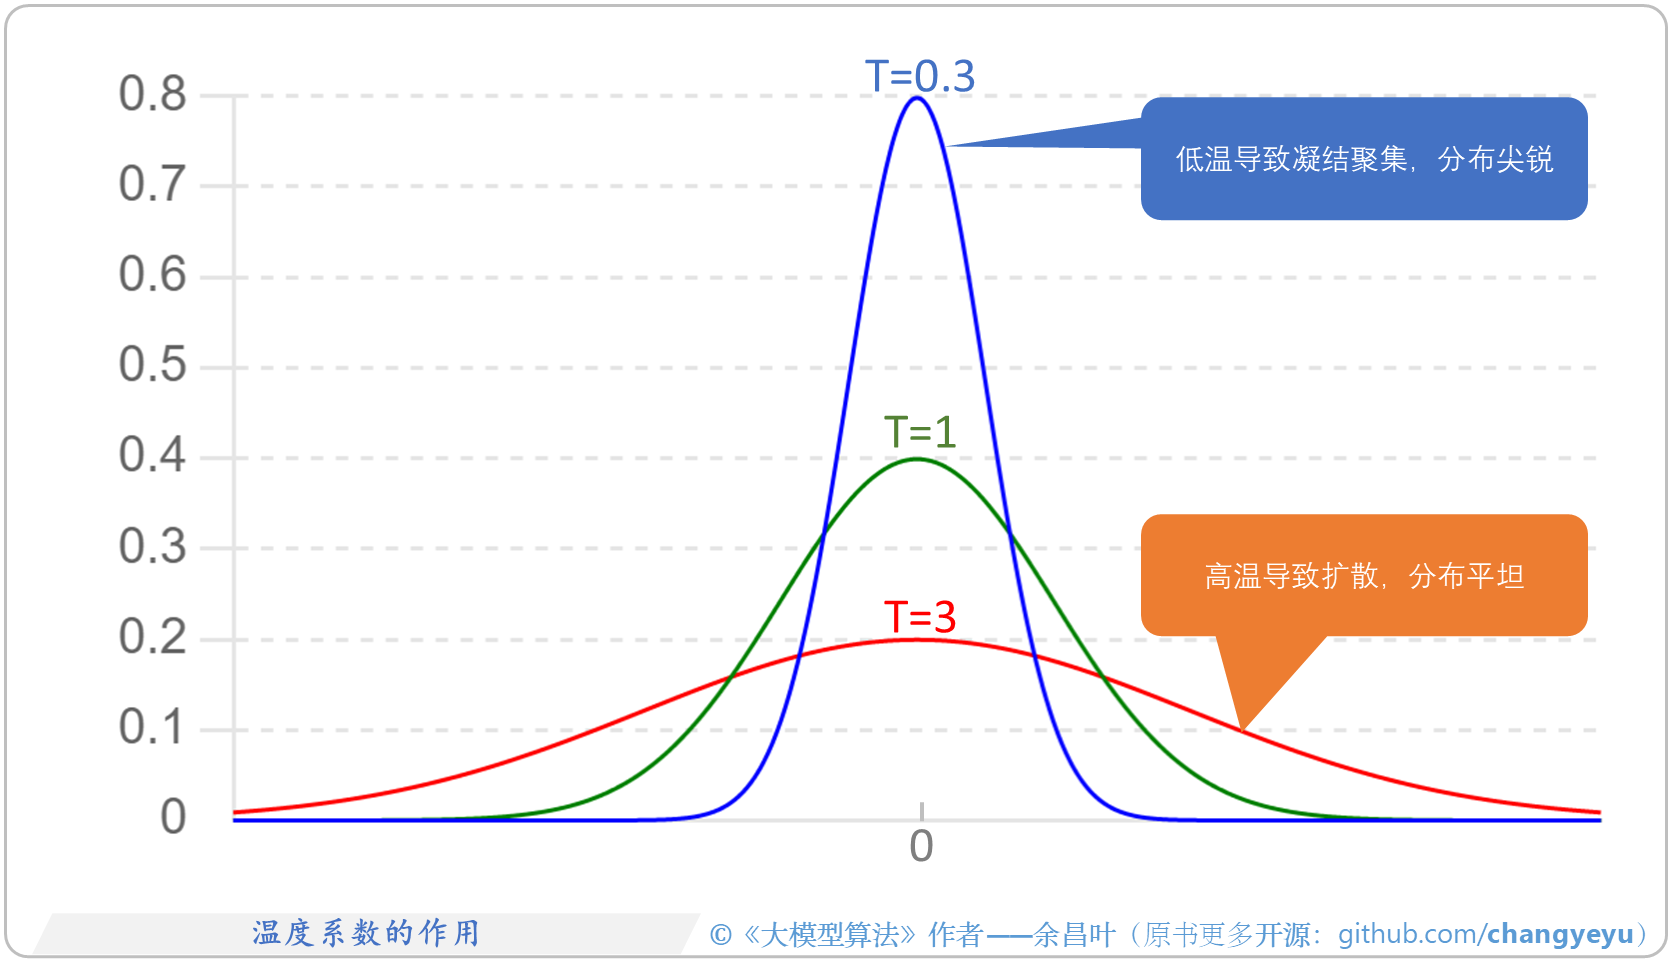 T=0.3
0.8
低温导致凝结聚集，分布尖锐
0.7
0.6
0.5
T=1
0.4
0.3
高温导致扩散，分布平坦
T=3
0.2
0.1
0
0
温度系数的作用
©《大模型算法》作者——余昌叶（原书更多开源：github.com/changyeyu）